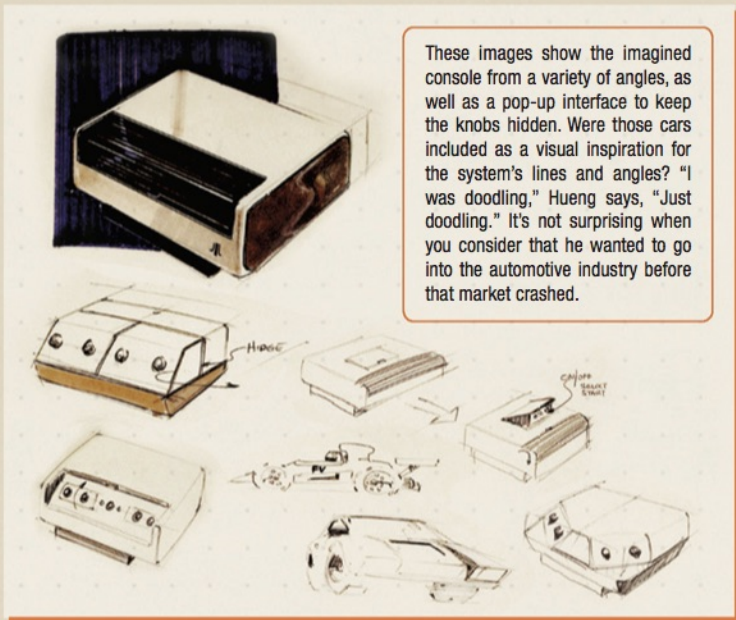 These images show the imagined
console from a variety of angles, as
well as a pop-up interface to keep
the knobs hidden. Were those cars
included as a visual inspiration for
the system's lines and angles? “I
was doodling,” Hueng says, “Just
doodling.” It's not surprising when
you consider that he wanted to go
into the automotive industry before
that market crashed.
HINGE
SELECT
START